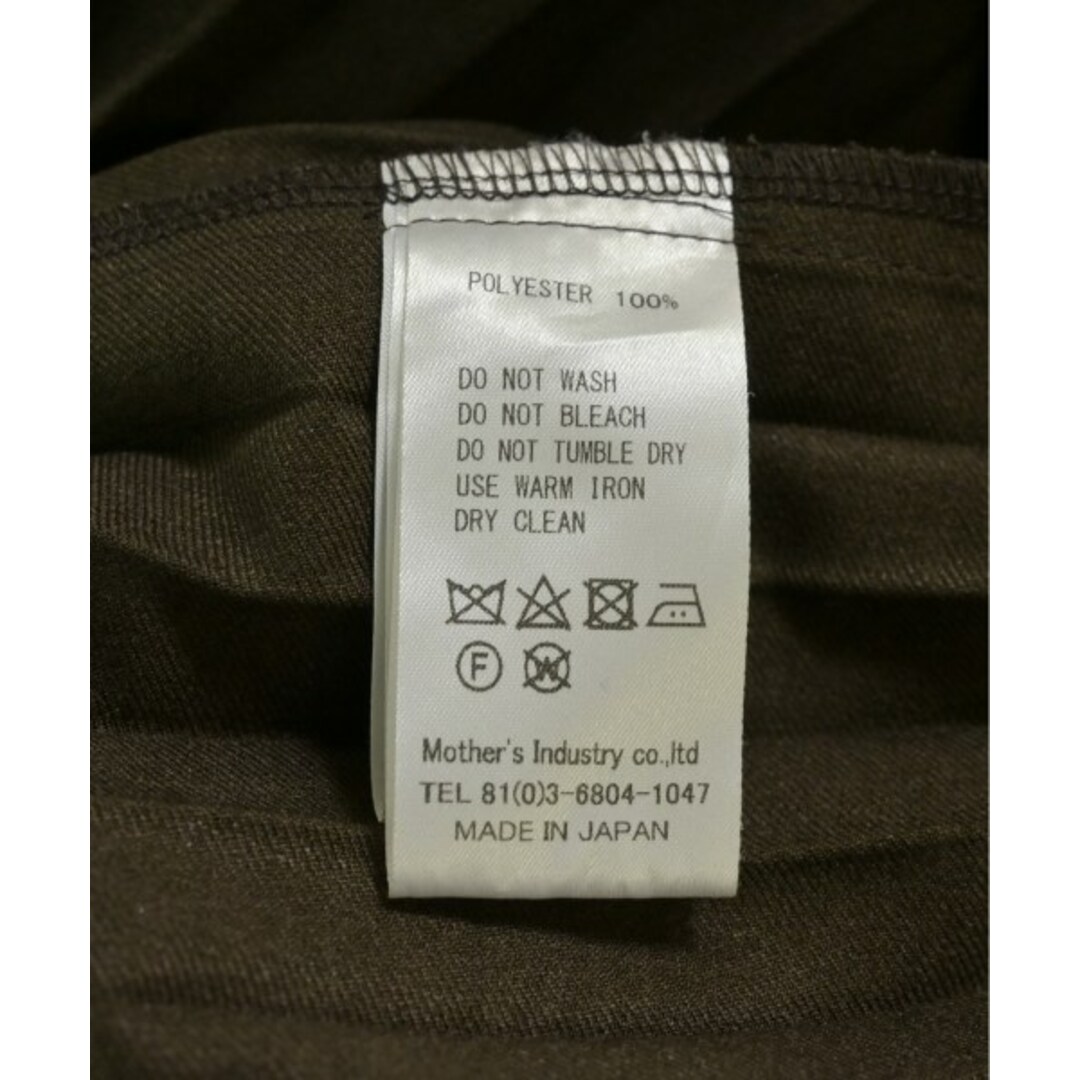 POLYESTER 100%
DO NOT WASH
DO NOT BLEACH
DO NOT TUMBLE DRY
USE WARM IRON
DRY CLEAN
F W
Mother's Industry co.,ltd
TEL 81(0)3-6804-1047
MADE IN JAPAN